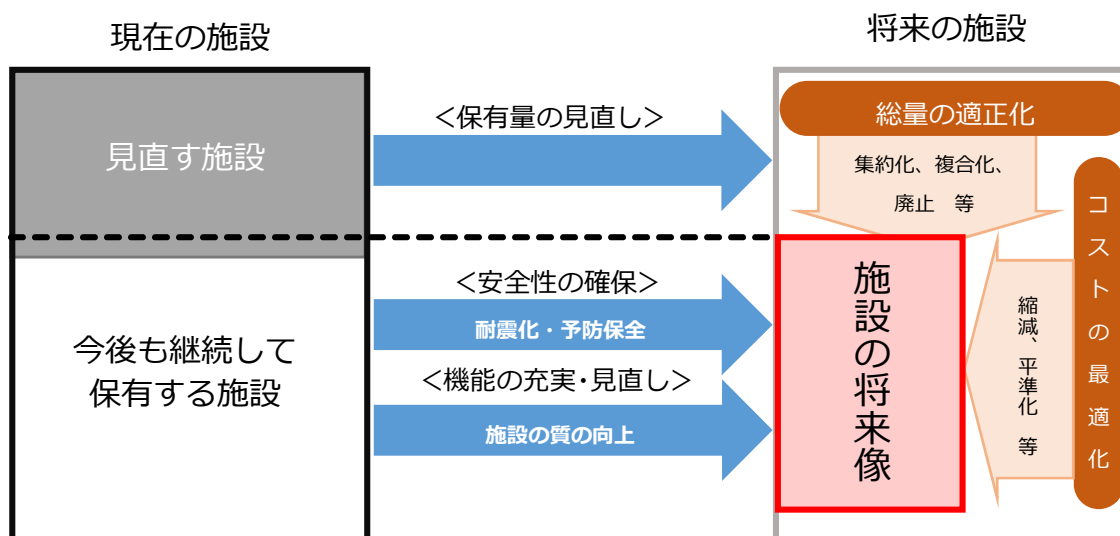 現在の施設
将来の施設
見直す施設
<保有量の見直し>
総量の適正化
集約化、複合化、
廃止　等
<安全性の確保>
耐震化・予防保全
今後も継続して
保有する施設
<機能の充実・見直し>
施設の質の向上
施設の将来像
縮減、平準化　等
コストの最適化